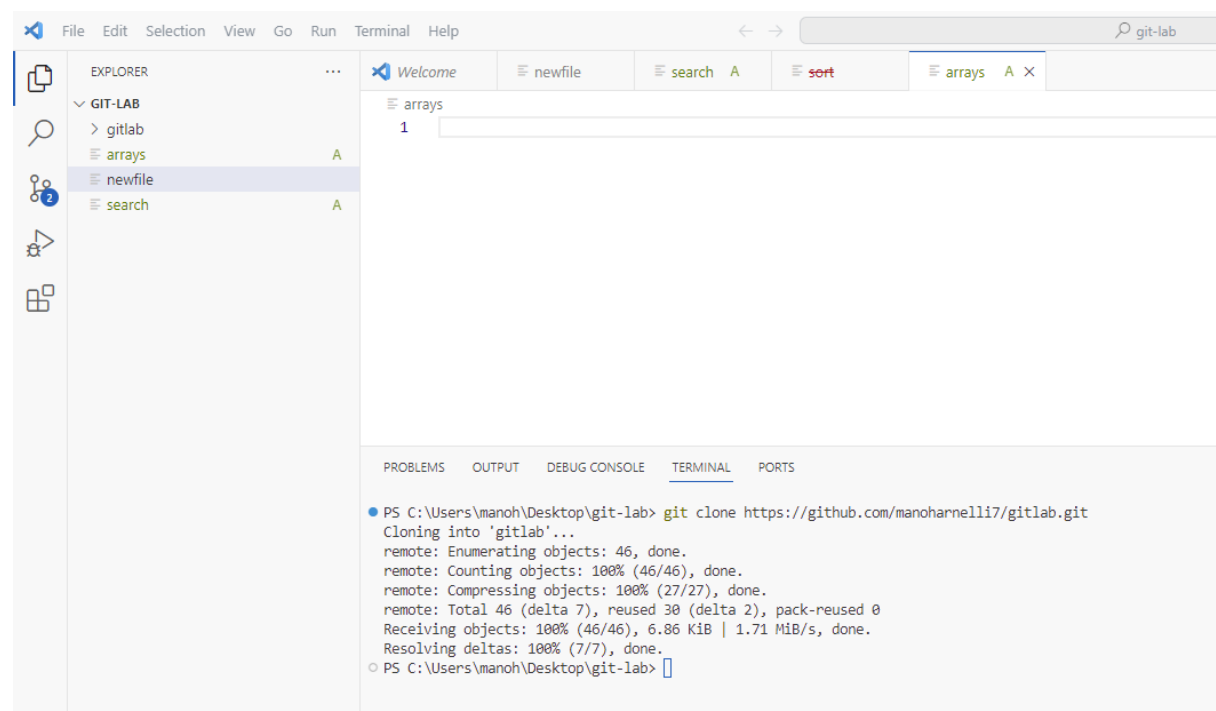 File Edit Selection View Go Run Terminal Help git-lab
EXPLORER ...
GIT-LAB
gitlab
arrays A
newfile
search A
2
Welcome newfile search A sort arrays A
arrays
1
PROBLEMS OUTPUT DEBUG CONSOLE TERMINAL PORTS
PS C:\Users\manoh\Desktop\git-lab> git clone https://github.com/manoharnelli7/gitlab.git
Cloning into 'gitlab'...
remote: Enumerating objects: 46, done.
remote: Counting objects: 100% (46/46), done.
remote: Compressing objects: 100% (27/27), done.
remote: Total 46 (delta 7), reused 30 (delta 2), pack-reused 0
Receiving objects: 100% (46/46), 6.86 KiB | 1.71 MiB/s, done.
Resolving deltas: 100% (7/7), done.
PS C:\Users\manoh\Desktop\git-lab>